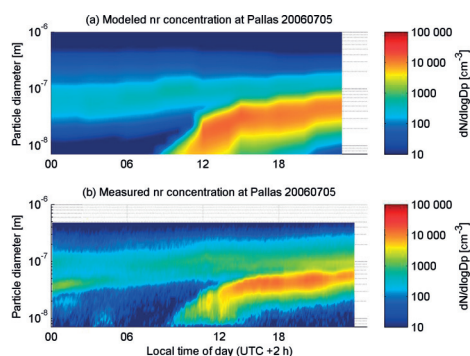 (a) Modeled nr concentration at Pallas 20060705
Particle diameter [m]
10⁻⁶
10⁻⁷
10⁻⁸
00 06 12 18
100 000
10 000
1000
100
10
dN/dlogDp [cm⁻³]
(b) Measured nr concentration at Pallas 20060705
Particle diameter [m]
10⁻⁶
10⁻⁷
10⁻⁸
00 06 12 18
Local time of day (UTC +2 h)
100 000
10 000
1000
100
10
dN/dlogDp [cm⁻³]